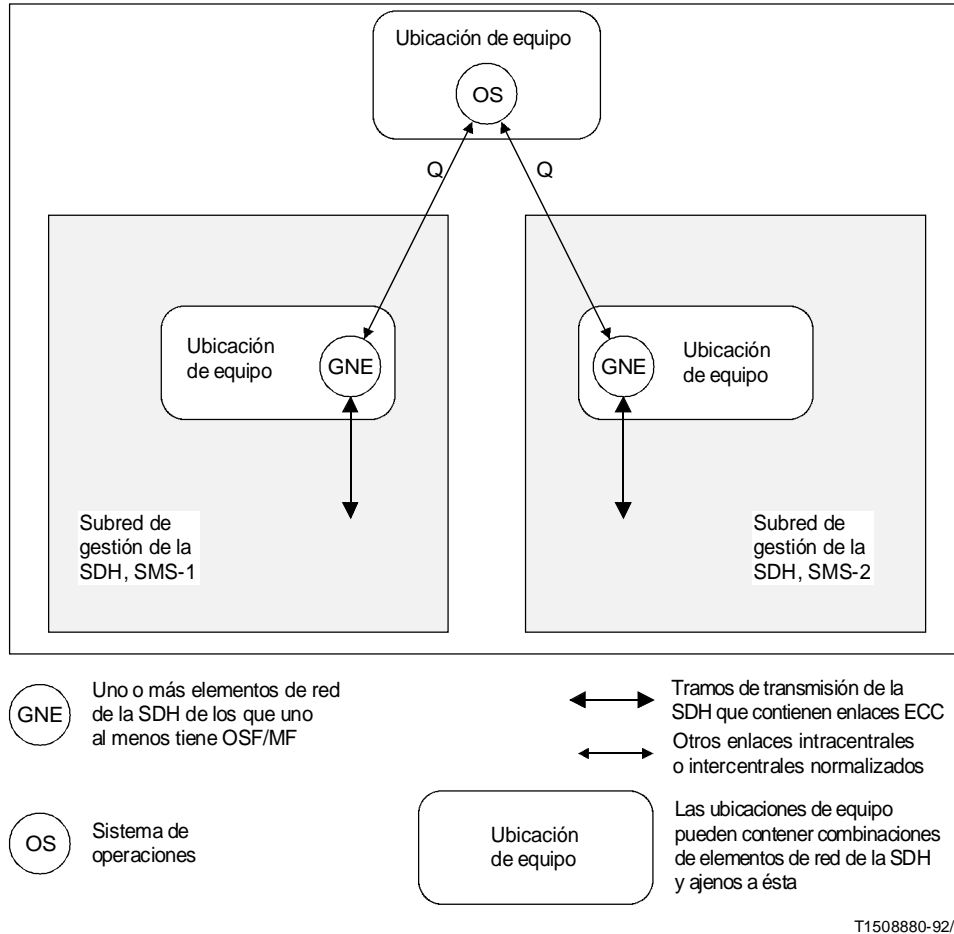 Ubicación de equipo
OS
Q
Q
Ubicación
de equipo
GNE
GNE
Ubicación
de equipo
Subred de
gestión de la
SDH, SMS-1
Subred de
gestión de la
SDH, SMS-2
GNE
Uno o más elementos de red
de la SDH de los que uno
al menos tiene OSF/MF
Tramos de transmisión de la
SDH que contienen enlaces ECC
Otros enlaces intracentrales
o intercentrales normalizados
OS
Sistema de
operaciones
Ubicación
de equipo
Las ubicaciones de equipo
pueden contener combinaciones
de elementos de red de la SDH
y ajenos a ésta
T1508880-92/